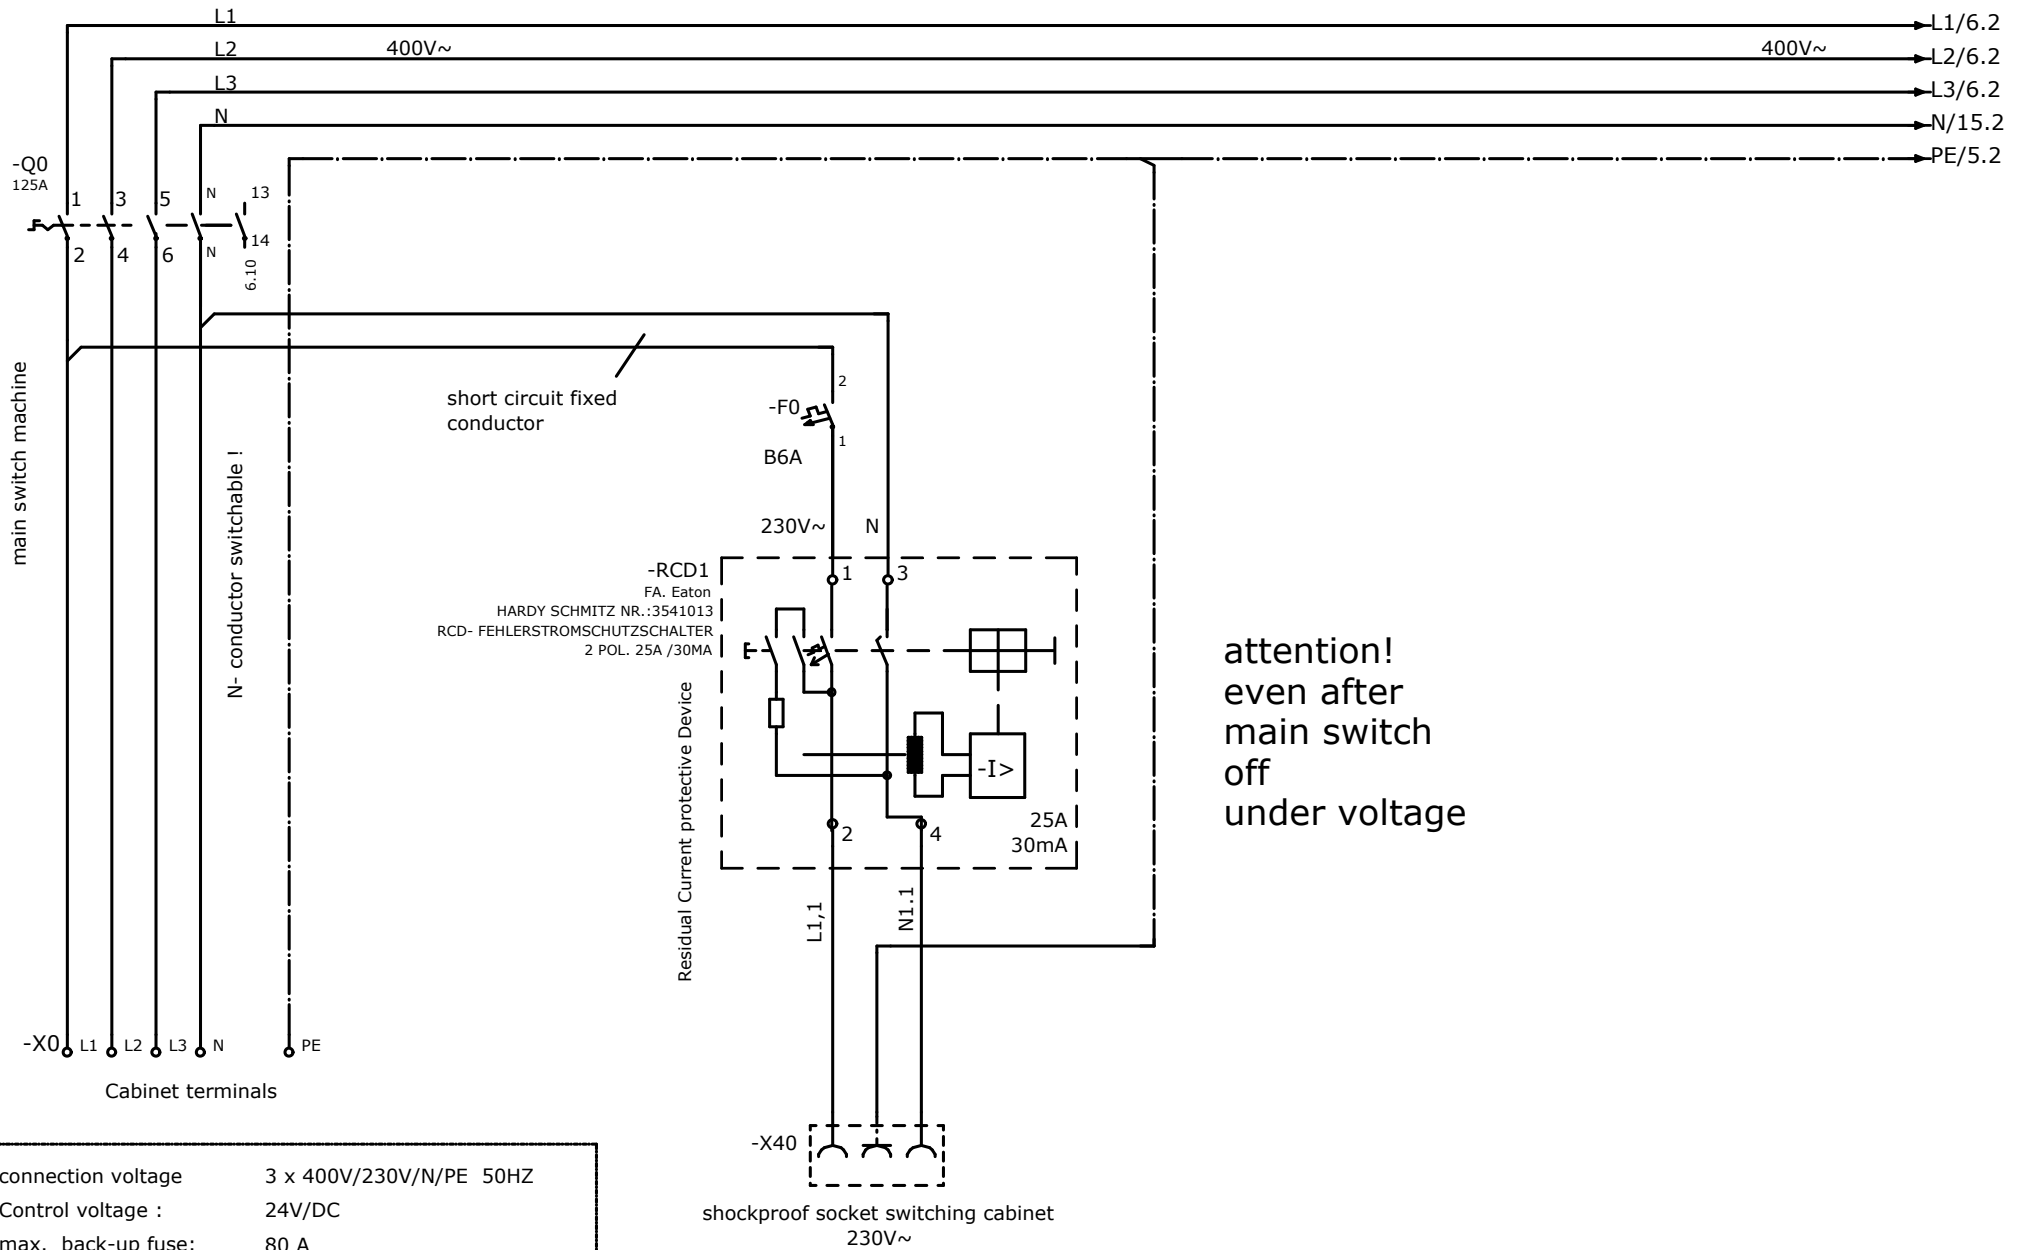 L1
L1/6.2
L2
400V~
400V~
L2/6.2
L3
L3/6.2
N
N/15.2
PE/5.2
-Q0
125A
1
3
5
N
13
2
4
6
N
14
6.10
main switch machine
N- conductor switchable !
short circuit fixed
conductor
2
-F0
1
B6A
230V~
N
-RCD1
FA. Eaton
HARDY SCHMITZ NR.:3541013
RCD- FEHLERSTROMSCHUTZSCHALTER
2 POL. 25A /30MA
1
3
Residual Current protective Device
-I>
25A
30mA
2
4
L1,1
N1.1
attention!
even after
main switch
off
under voltage
-X0
L1
L2
L3
N
PE
Cabinet terminals
-X40
shockproof socket switching cabinet
230V~
connection voltage 3 x 400V/230V/N/PE 50HZ
Control voltage : 24V/DC
max. back-up fuse: 80 A